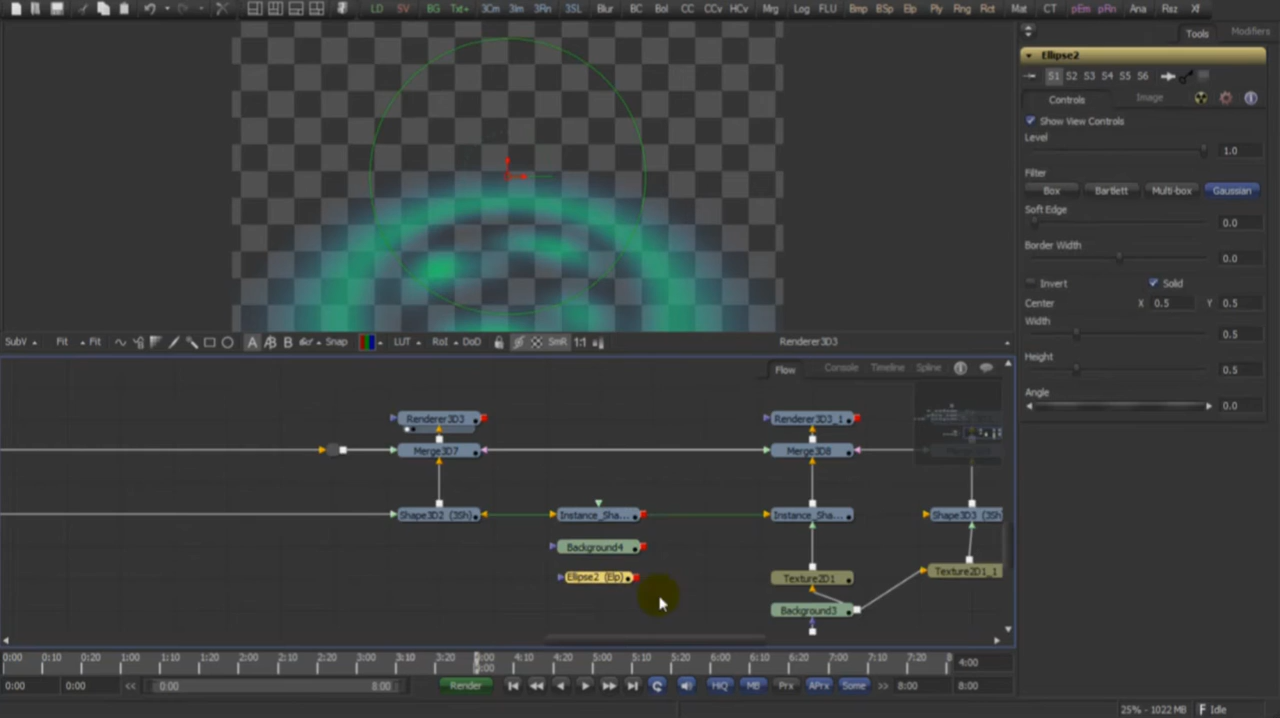 LD SV BG Txt+ 3Cm 3Im 3Rn 3SL Blur BC Bol CC CCv HCv Mrg Log FLU Bmp BSp Elp Ply Rng Rct Mat CT pEm pRn Ana Rsz Xf
Tools Modifiers
Ellipse2
S1 S2 S3 S4 S5 S6
Controls Image
Show View Controls
Level
1.0
Filter
Box Bartlett Multi-box Gaussian
Soft Edge
0.0
Border Width
0.0
Invert Solid
Center X 0.5 Y 0.5
Width
0.5
Height
0.5
Angle
0.0
SubV Fit Fit A B Snap LUT RoI DoD SmR 1:1 Renderer3D3
Flow Console Timeline Spline
Renderer3D3 Renderer3D3_1
Merge3D7 Merge3D8
Shape3D2 (3Sh) Instance_Sha... Instance_Sha... Shape3D3 (3Sh
Background4
Ellipse2 (Elp) Texture2D1 Texture2D1_1
Background3
0:00 0:10 0:20 1:00 1:10 1:20 2:00 2:10 2:20 3:00 3:10 3:20 4:10 4:20 5:00 5:10 5:20 6:00 6:10 6:20 7:00 7:10 7:20 8 4:00
0:00 0:00 << 0:00 8:00 Render HiQ MB Prx APrx Some >> 8:00 8:00
25% - 1022 MB Idle